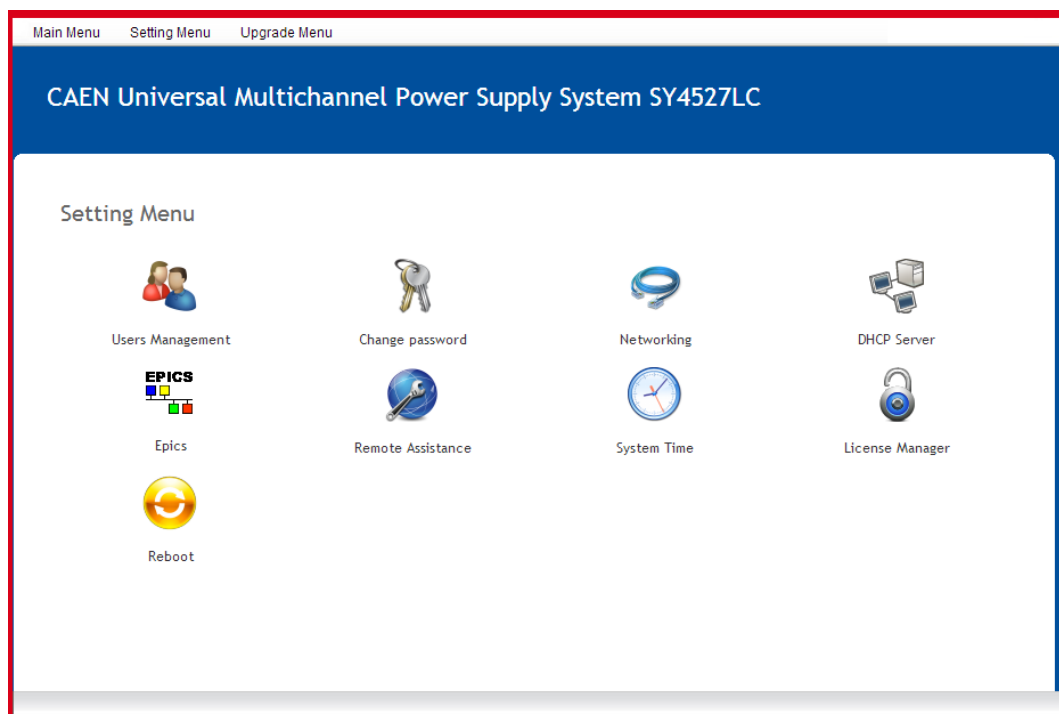 Main Menu Setting Menu Upgrade Menu
CAEN Universal Multichannel Power Supply System SY4527LC
Setting Menu
Users Management Change password Networking DHCP Server
EPICS
Epics Remote Assistance System Time License Manager
Reboot